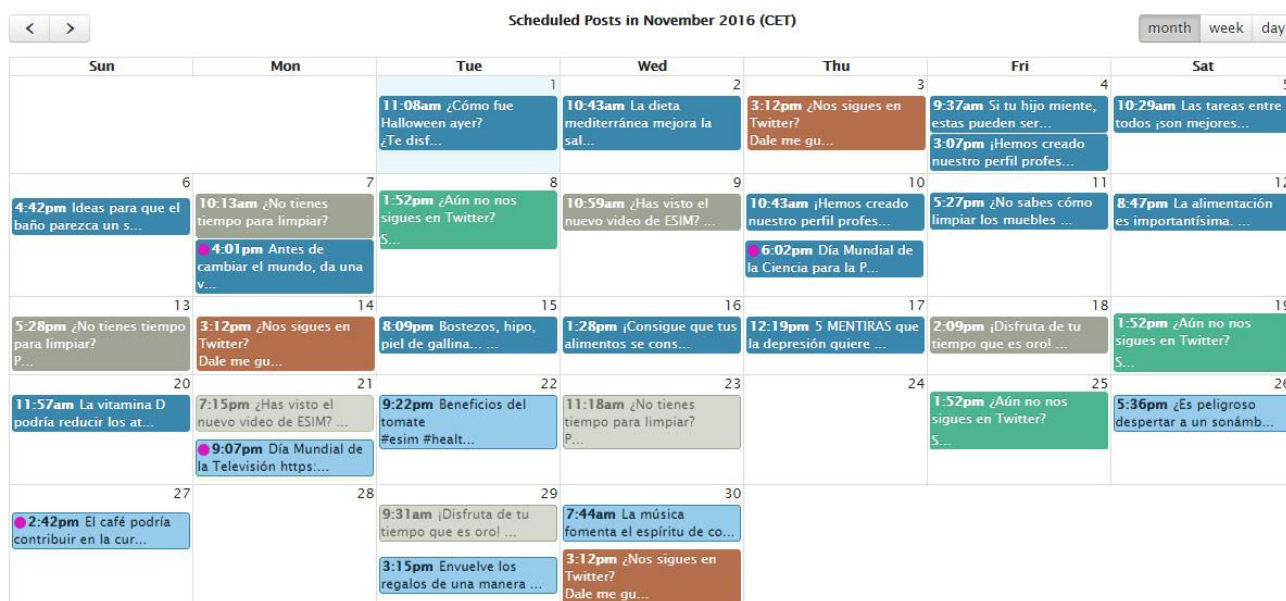 Scheduled Posts in November 2016 (CET)
month week day
Sun Mon Tue Wed Thu Fri Sat
1 2 3 4 5
11:08am ¿Cómo fue
Halloween ayer?
¿Te disf...
10:43am La dieta
mediterránea mejora la
sal...
3:12pm ¿Nos sigues en
Twitter?
Dale me gu...
9:37am Si tu hijo miente,
estas pueden ser...
3:07pm ¡Hemos creado
nuestro perfil profes...
10:29am Las tareas entre
todos ¡son mejores...
6 7 8 9 10 11 12
4:42pm Ideas para que el
baño parezca un s...
10:13am ¿No tienes
tiempo para limpiar?
4:01pm Antes de
cambiar el mundo, da una
v...
1:52pm ¿Aún no nos
sigues en Twitter?
S...
10:59am ¿Has visto el
nuevo video de ESIM? ...
10:43am ¡Hemos creado
nuestro perfil profes...
6:02pm Día Mundial de
la Ciencia para la P...
5:27pm ¿No sabes cómo
limpiar los muebles ...
8:47pm La alimentación
es importantísima. ...
13 14 15 16 17 18 19
5:28pm ¿No tienes tiempo
para limpiar?
P...
3:12pm ¿Nos sigues en
Twitter?
Dale me gu...
8:09pm Bostezos, hipo,
piel de gallina... ...
1:28pm ¡Consigue que tus
alimentos se cons...
12:19pm 5 MENTIRAS que
la depresión quiere ...
2:09pm ¡Disfruta de tu
tiempo que es oro! ...
1:52pm ¿Aún no nos
sigues en Twitter?
S...
20 21 22 23 24 25 26
11:57am La vitamina D
podría reducir los at...
7:15pm ¿Has visto el
nuevo video de ESIM? ...
9:07pm Día Mundial de
la Televisión https:...
9:22pm Beneficios del
tomate
#esim #healt...
11:18am ¿No tienes
tiempo para limpiar?
P...
1:52pm ¿Aún no nos
sigues en Twitter?
S...
5:36pm ¿Es peligroso
despertar a un sonámb...
27 28 29 30
2:42pm El café podría
contribuir en la cur...
9:31am ¡Disfruta de tu
tiempo que es oro! ...
3:15pm Envuelve los
regalos de una manera ...
7:44am La música
fomenta el espíritu de co...
3:12pm ¿Nos sigues en
Twitter?
Dale me gu...